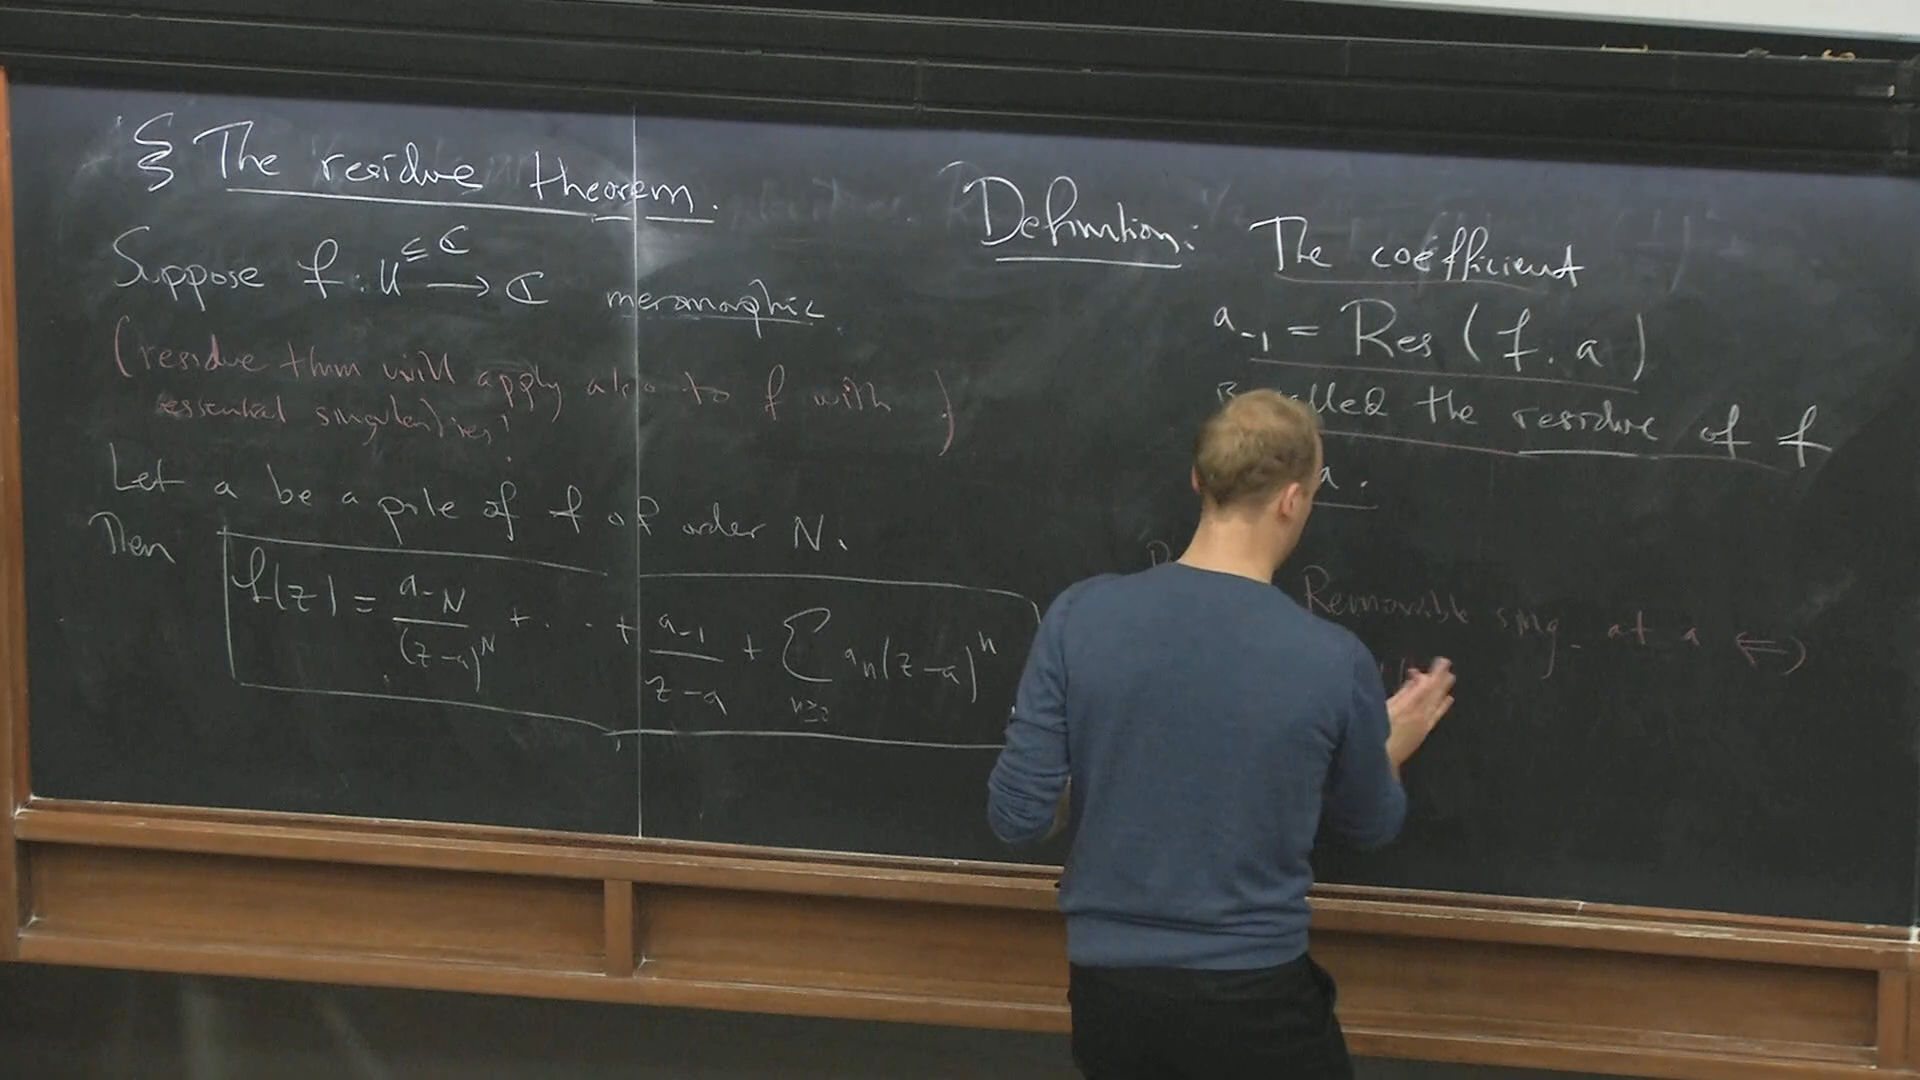 § The residue theorem.
Suppose f : U ⊆ ℂ → ℂ meromorphic
(residue thm will apply also to f with
essential singularities!)
Let a be a pole of f of order N.
Then f(z) = a_{-N}/(z-a)^N + ... + a_{-1}/(z-a) + ∑_{n≥0} a_n(z-a)^n
Definition: The coefficient
a_{-1} = Res(f, a)
called the residue of f
a.
Removable sing. at a ⟺